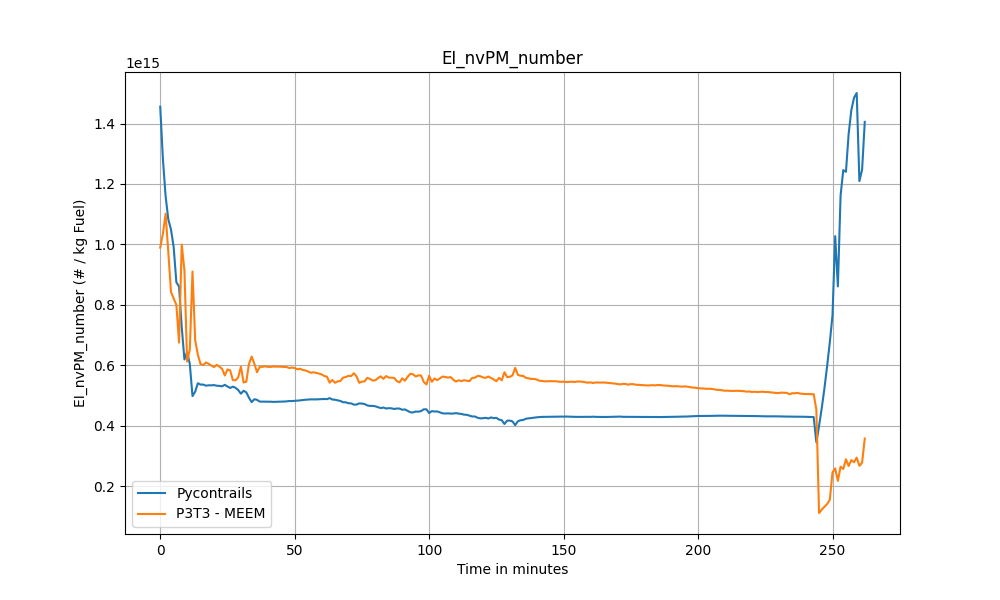 EI_nvPM_number
1e15
EI_nvPM_number (# / kg Fuel)
1.4
1.2
1.0
0.8
0.6
0.4
0.2
Pycontrails
P3T3 - MEEM
0 50 100 150 200 250
Time in minutes